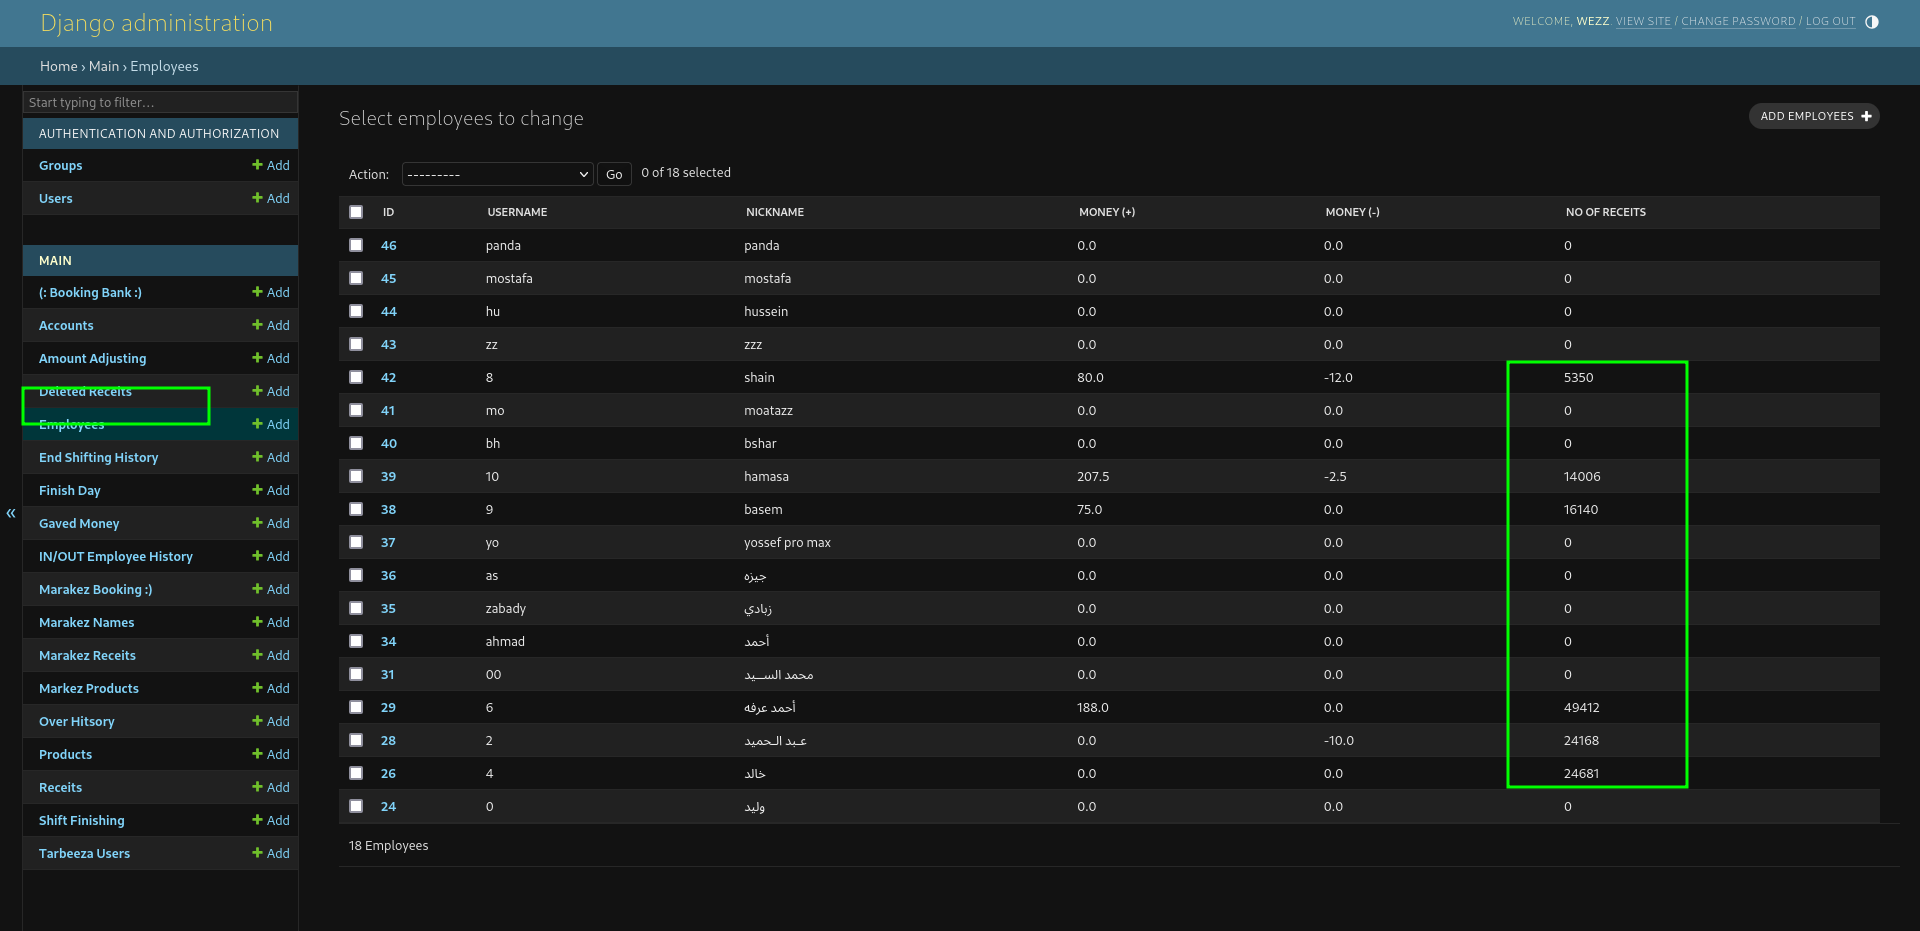 Django administration
WELCOME, WEZZ. VIEW SITE / CHANGE PASSWORD / LOG OUT
Home › Main › Employees
Start typing to filter...
AUTHENTICATION AND AUTHORIZATION
Groups + Add
Users + Add
MAIN
(: Booking Bank :) + Add
Accounts + Add
Amount Adjusting + Add
Deleted Receits + Add
Employees + Add
End Shifting History + Add
Finish Day + Add
Gaved Money + Add
IN/OUT Employee History + Add
Marakez Booking :) + Add
Marakez Names + Add
Marakez Receits + Add
Markez Products + Add
Over Hitsory + Add
Products + Add
Receits + Add
Shift Finishing + Add
Tarbeeza Users + Add
«
Select employees to change
ADD EMPLOYEES +
Action: --------- Go 0 of 18 selected
ID USERNAME NICKNAME MONEY (+) MONEY (-) NO OF RECEITS
46 panda panda 0.0 0.0 0
45 mostafa mostafa 0.0 0.0 0
44 hu hussein 0.0 0.0 0
43 zz zzz 0.0 0.0 0
42 8 shain 80.0 -12.0 5350
41 mo moatazz 0.0 0.0 0
40 bh bshar 0.0 0.0 0
39 10 hamasa 207.5 -2.5 14006
38 9 basem 75.0 0.0 16140
37 yo yossef pro max 0.0 0.0 0
36 as جيزه 0.0 0.0 0
35 zabady زبادي 0.0 0.0 0
34 ahmad أحمد 0.0 0.0 0
31 00 محمد الســيد 0.0 0.0 0
29 6 أحمد عرفه 188.0 0.0 49412
28 2 عـبد الـحميد 0.0 -10.0 24168
26 4 خالد 0.0 0.0 24681
24 0 وليد 0.0 0.0 0
18 Employees